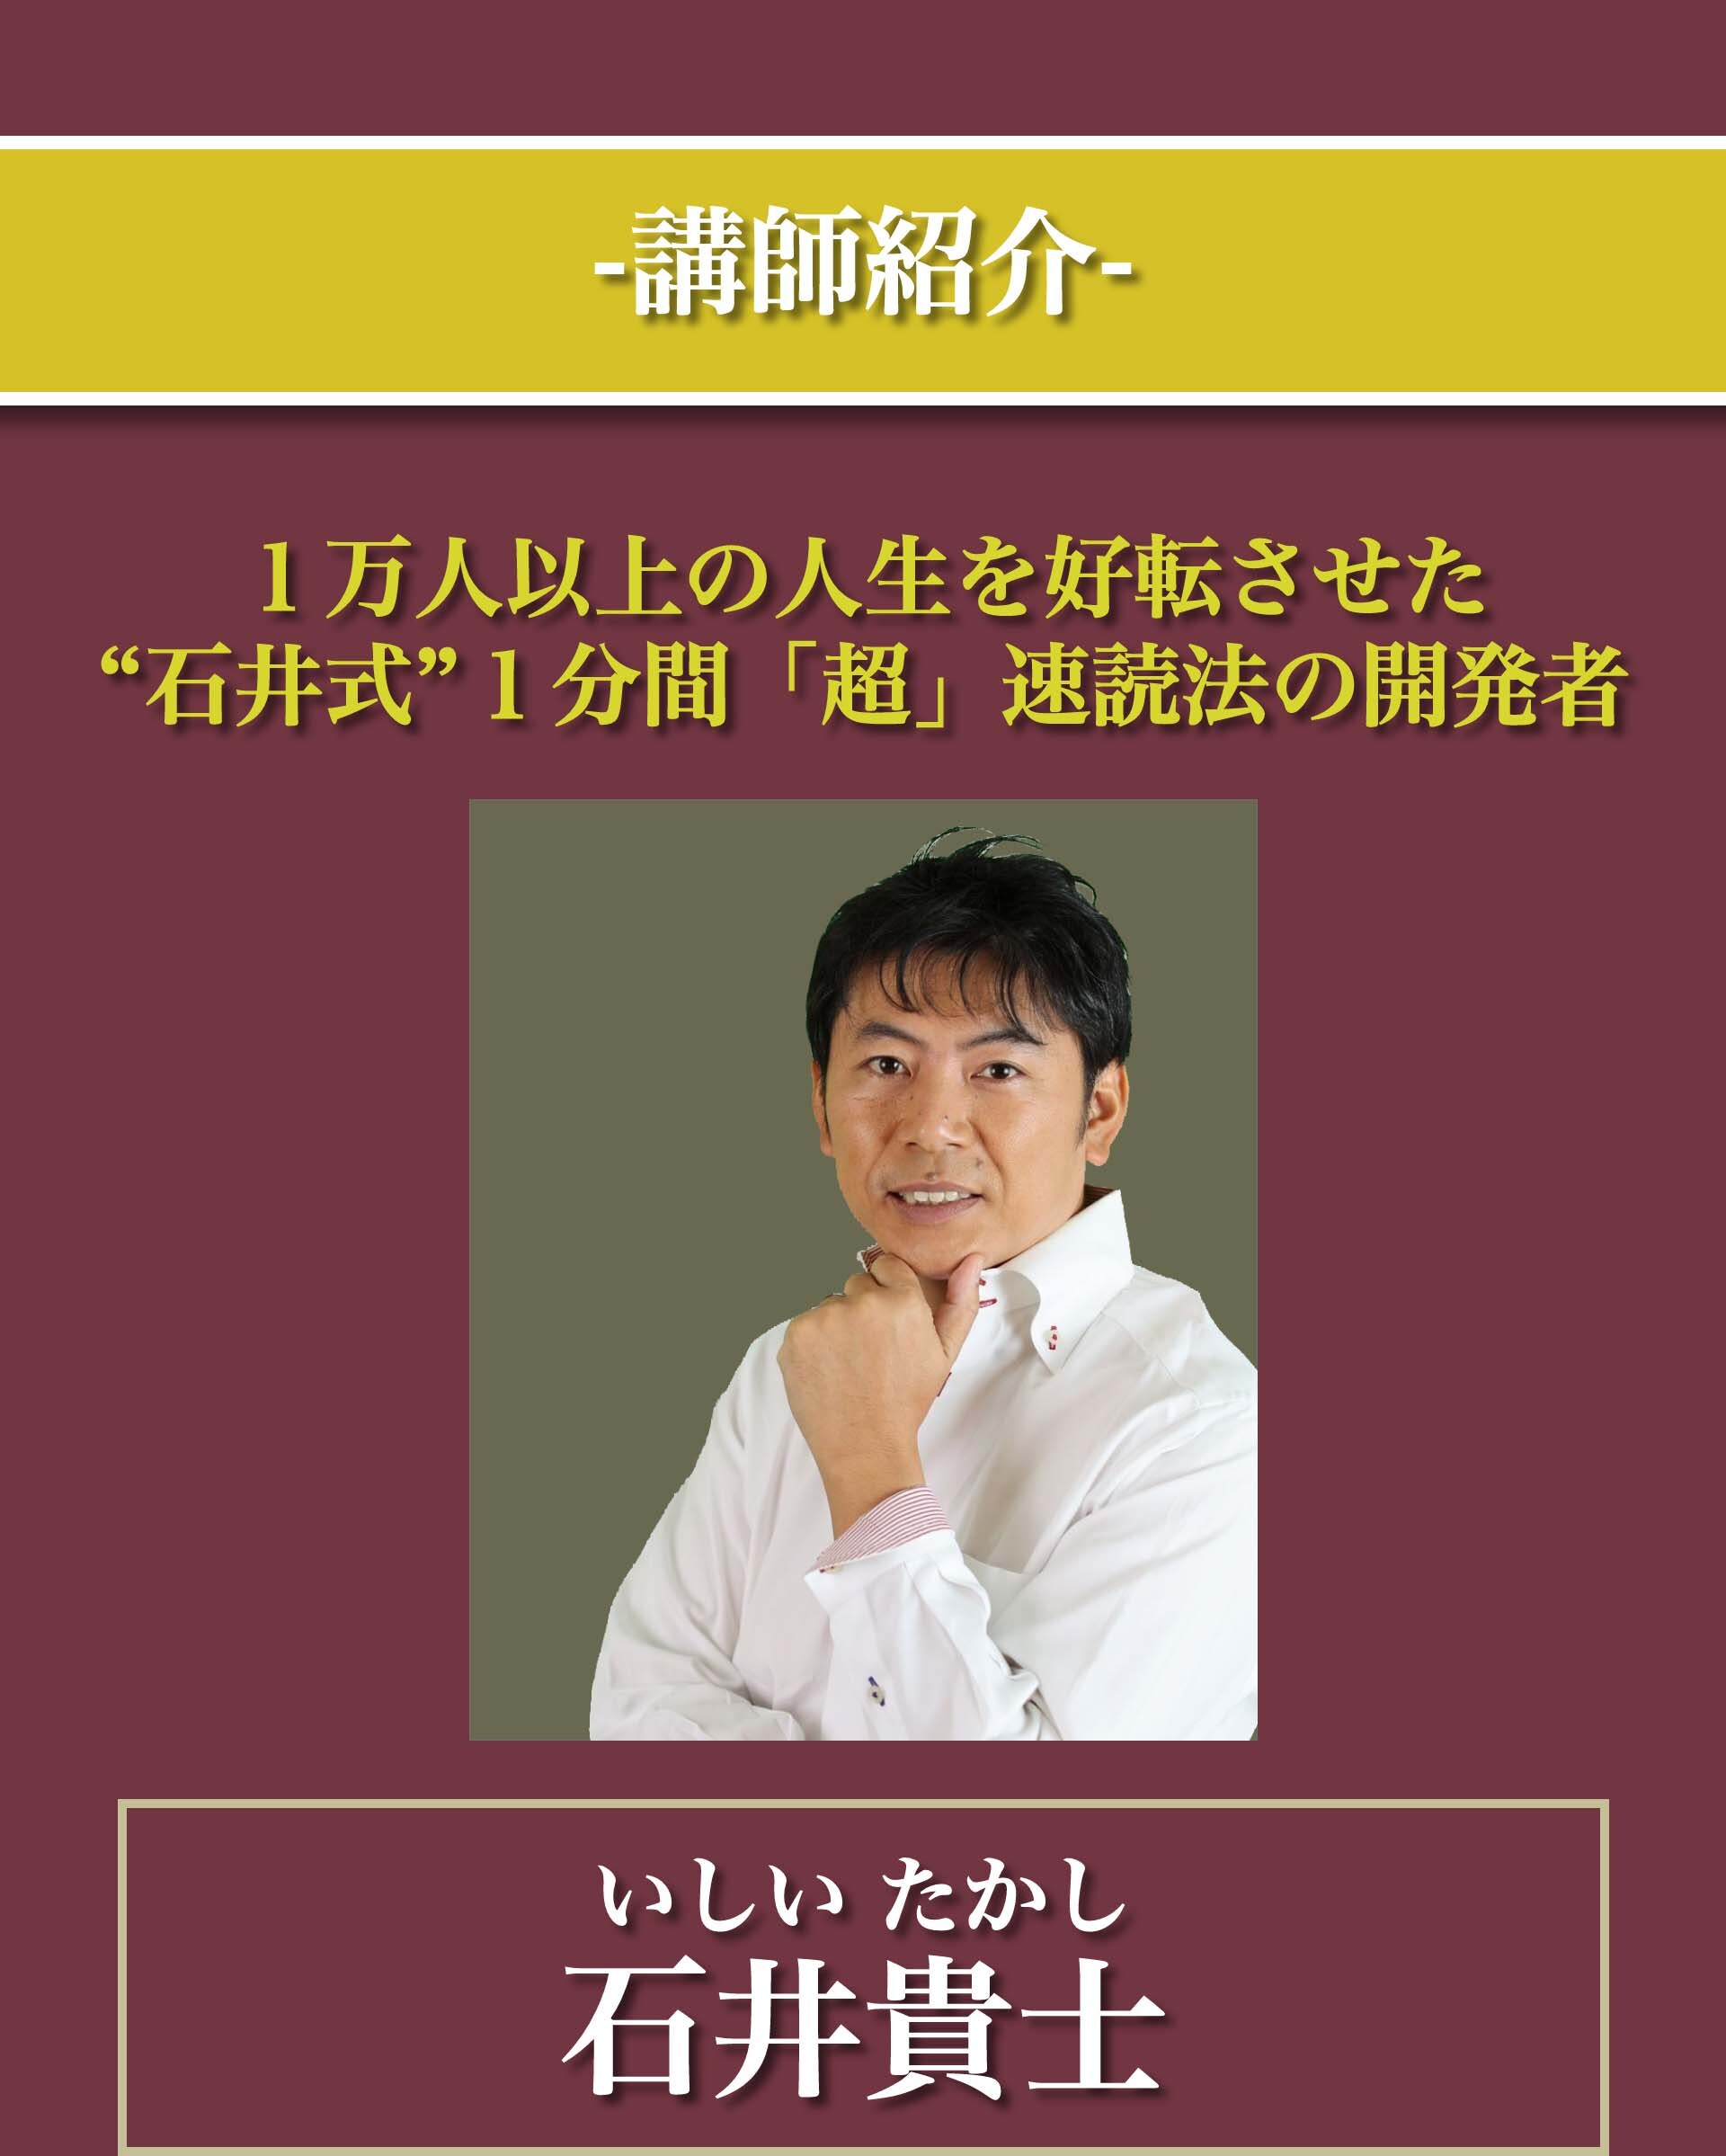 -講師紹介-
１万人以上の人生を好転させた
“石井式”１分間「超」速読法の開発者
いしい たかし
石井貴士